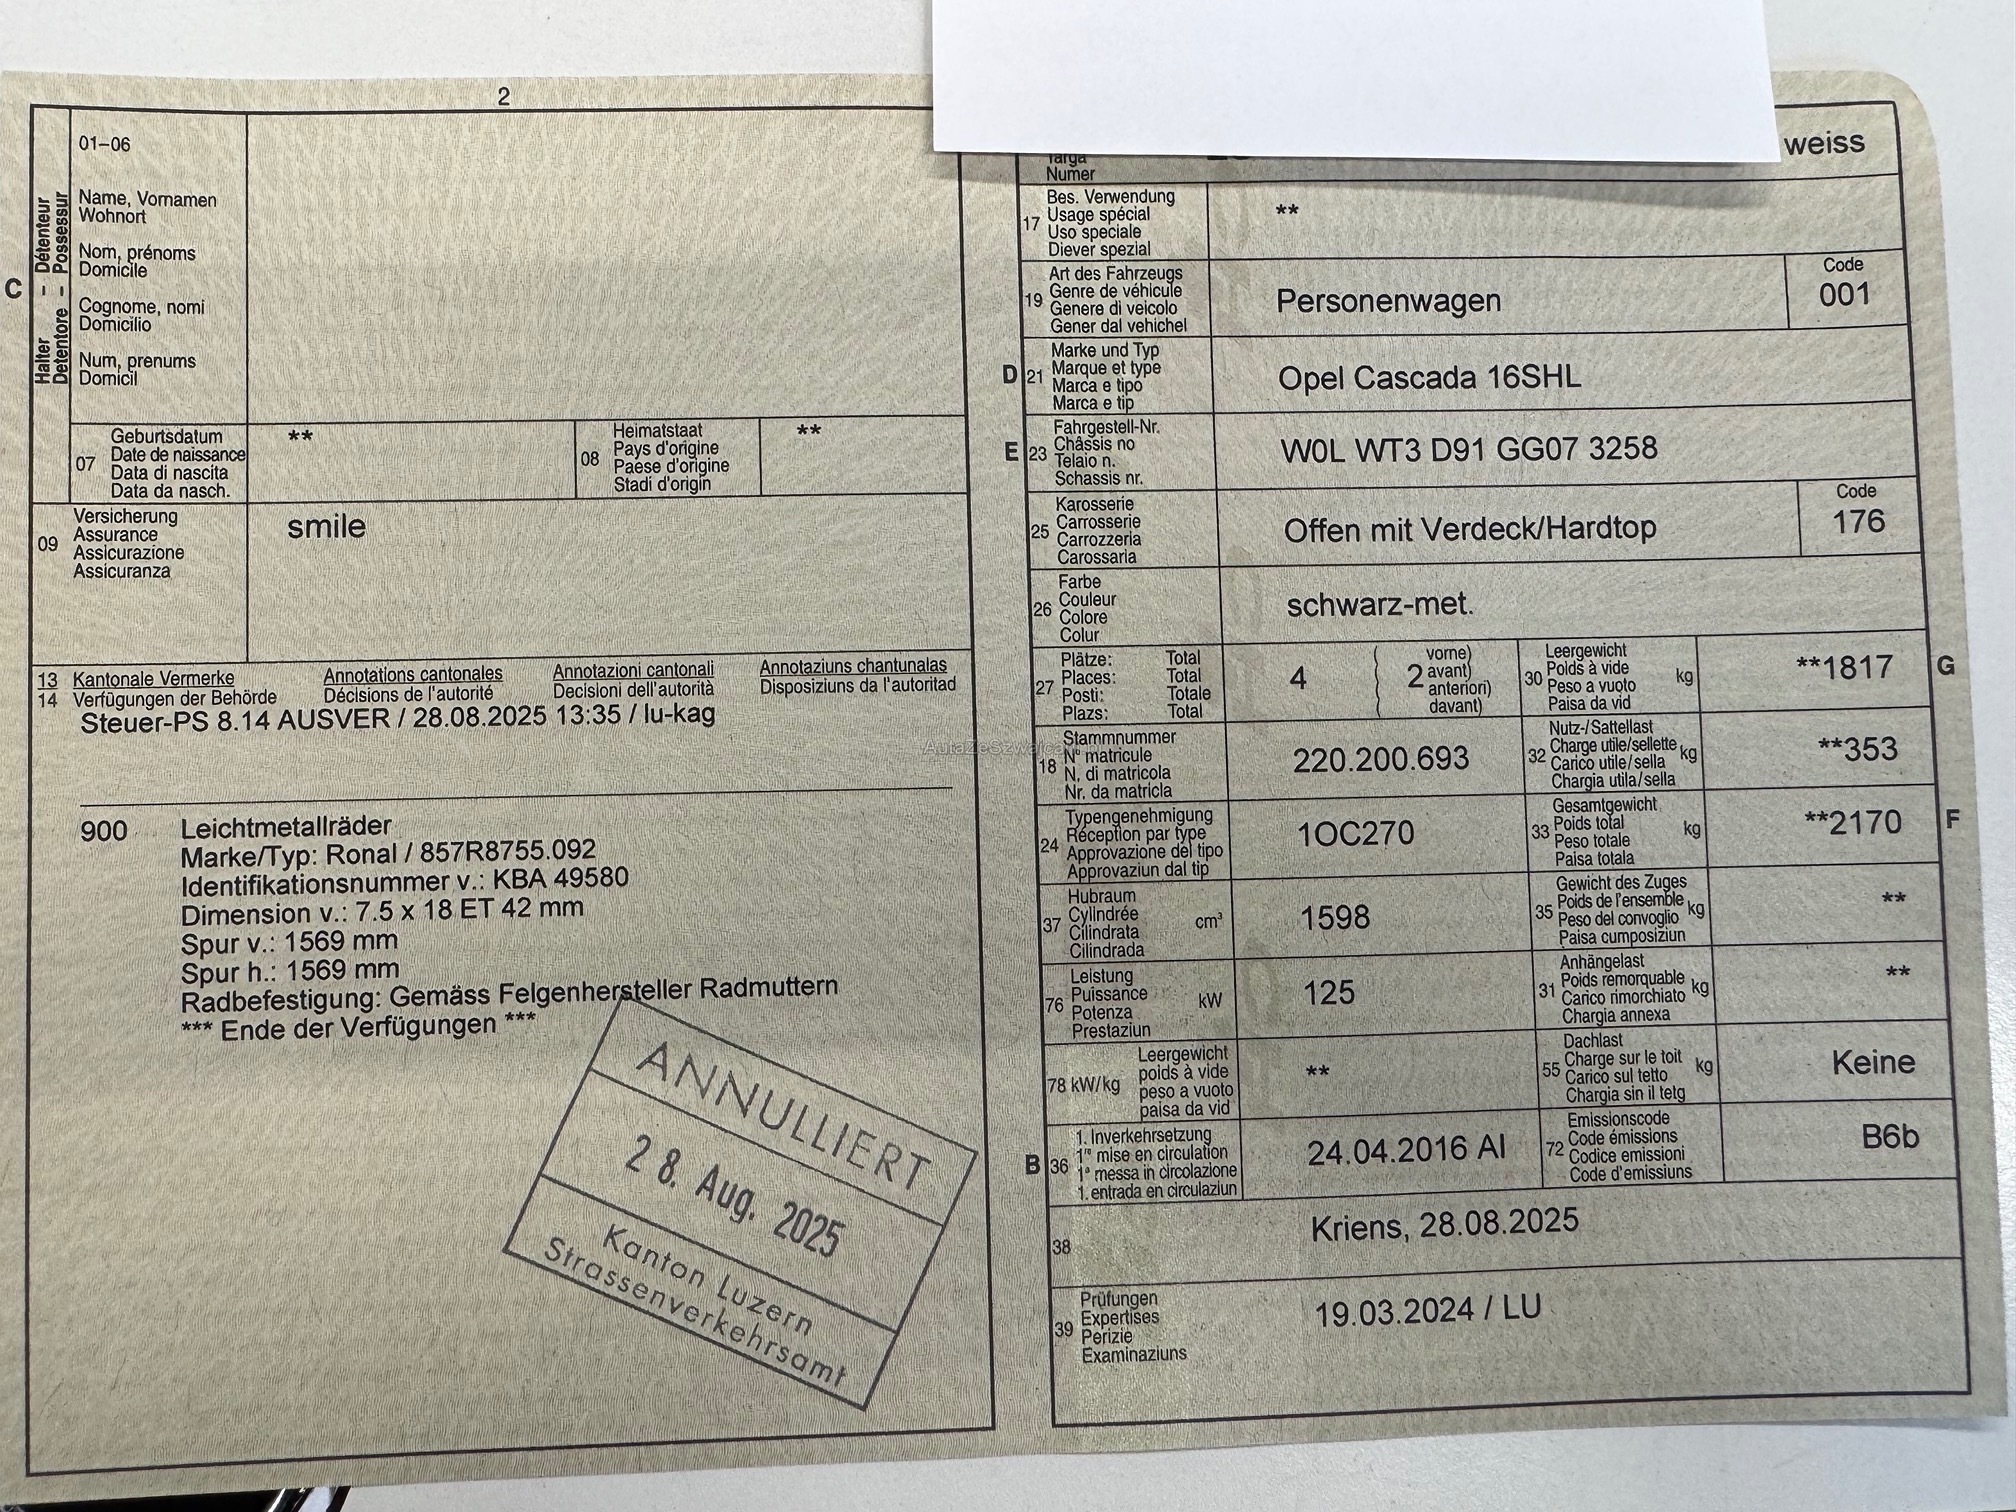 2
01–06
Name, Vornamen
Wohnort
Nom, prénoms
Domicile
Cognome, nomi
Domicilio
Num, prenums
Domicil
C
Halter – Détenteur
Detentore – Possessur
07
Geburtsdatum
Date de naissance
Data di nascita
Data da nasch.
**
08
Heimatstaat
Pays d'origine
Paese d'origine
Stadi d'origin
**
09
Versicherung
Assurance
Assicurazione
Assicuranza
smile
13 Kantonale Vermerke Annotations cantonales Annotazioni cantonali Annotaziuns chantunalas
14 Verfügungen der Behörde Décisions de l'autorité Decisioni dell'autorità Disposiziuns da l'autoritad
Steuer-PS 8.14 AUSVER / 28.08.2025 13:35 / lu-kag
900 Leichtmetallräder
Marke/Typ: Ronal / 857R8755.092
Identifikationsnummer v.: KBA 49580
Dimension v.: 7.5 x 18 ET 42 mm
Spur v.: 1569 mm
Spur h.: 1569 mm
Radbefestigung: Gemäss Felgenhersteller Radmuttern
*** Ende der Verfügungen ***
ANNULLIERT
28. Aug. 2025
Kanton Luzern
Strassenverkehrsamt
Targa
Numer
weiss
17
Bes. Verwendung
Usage spécial
Uso speciale
Diever spezial
**
19
Art des Fahrzeugs
Genre de véhicule
Genere di veicolo
Gener dal vehichel
Personenwagen
Code
001
D
21
Marke und Typ
Marque et type
Marca e tipo
Marca e tip
Opel Cascada 16SHL
E
23
Fahrgestell-Nr.
Châssis no
Telaio n.
Schassis nr.
W0L WT3 D91 GG07 3258
25
Karosserie
Carrosserie
Carrozzeria
Carossaria
Offen mit Verdeck/Hardtop
Code
176
26
Farbe
Couleur
Colore
Colur
schwarz-met.
27
Plätze: Total
Places: Total
Posti: Totale
Plazs: Total
4
2
vorne)
avant)
anteriori)
davant)
30
Leergewicht
Poids à vide
Peso a vuoto
Paisa da vid
kg
**1817
G
18
Stammnummer
N° matricule
N. di matricola
Nr. da matricla
220.200.693
32
Nutz-/Sattellast
Charge utile/sellette
Carico utile/sella
Chargia utila/sella
kg
**353
24
Typengenehmigung
Réception par type
Approvazione del tipo
Approvaziun dal tip
1OC270
33
Gesamtgewicht
Poids total
Peso totale
Paisa totala
kg
**2170
F
37
Hubraum
Cylindrée
Cilindrata
Cilindrada
cm³
1598
35
Gewicht des Zuges
Poids de l'ensemble
Peso del convoglio
Paisa cumposiziun
kg
**
76
Leistung
Puissance
Potenza
Prestaziun
kW
125
31
Anhängelast
Poids remorquable
Carico rimorchiato
Chargia annexa
kg
**
78 kW/kg
Leergewicht
poids à vide
peso a vuoto
paisa da vid
**
55
Dachlast
Charge sur le toit
Carico sul tetto
Chargia sin il tetg
kg
Keine
B
36
1. Inverkehrsetzung
1re mise en circulation
1a messa in circolazione
1. entrada en circulaziun
24.04.2016 AI
72
Emissionscode
Code émissions
Codice emissioni
Code d'emissiuns
B6b
38
Kriens, 28.08.2025
39
Prüfungen
Expertises
Perizie
Examinaziuns
19.03.2024 / LU